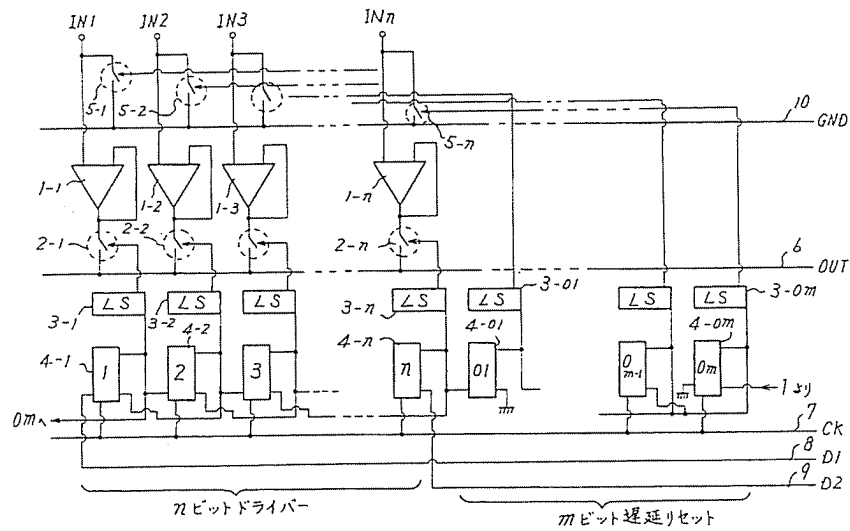 IN1 IN2 IN3 INn
5-1 5-2 5-n
10 GND
1-1 1-2 1-3 1-n
2-1 2-2 2-n
6 OUT
LS LS LS LS LS LS LS
3-1 3-2 3-n 3-01 3-0m
4-1 4-2 4-n 4-01 4-0m
1 2 3 n 01 0m-1 0m
1より
0mへ
7 CK
8 D1
9 D2
nビットドライバー
mビット遅延リセット